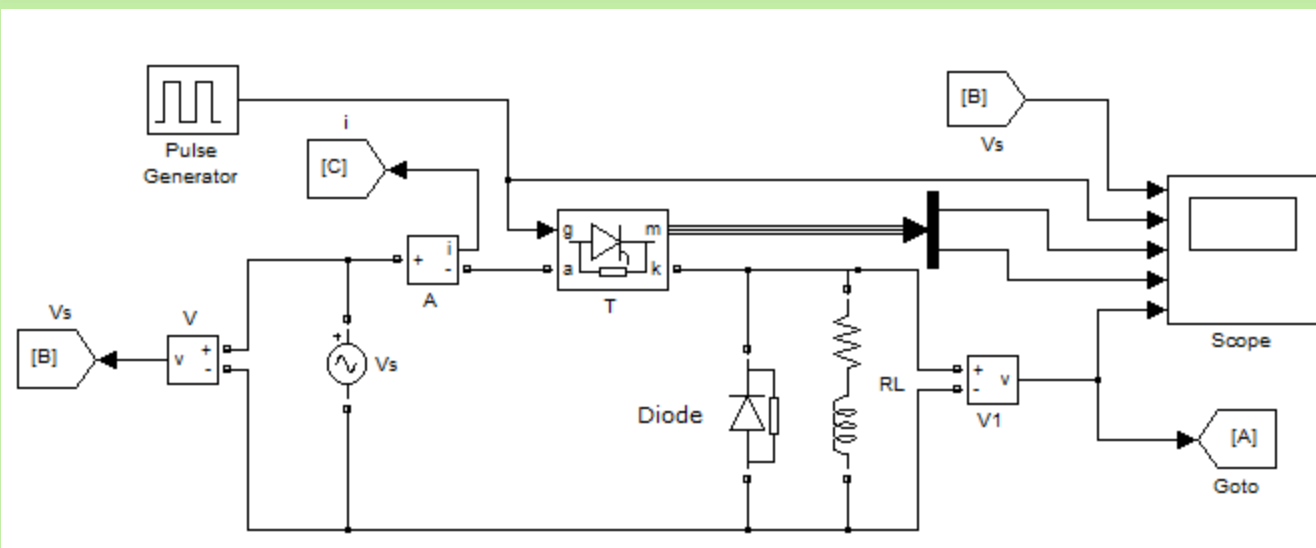 Pulse
Generator
i
[C]
[B]
Vs
g
m
a
k
T
+
i
-
A
Vs
[B]
V
v
+
-
+
Vs
Diode
RL
+
-
v
V1
Scope
[A]
Goto